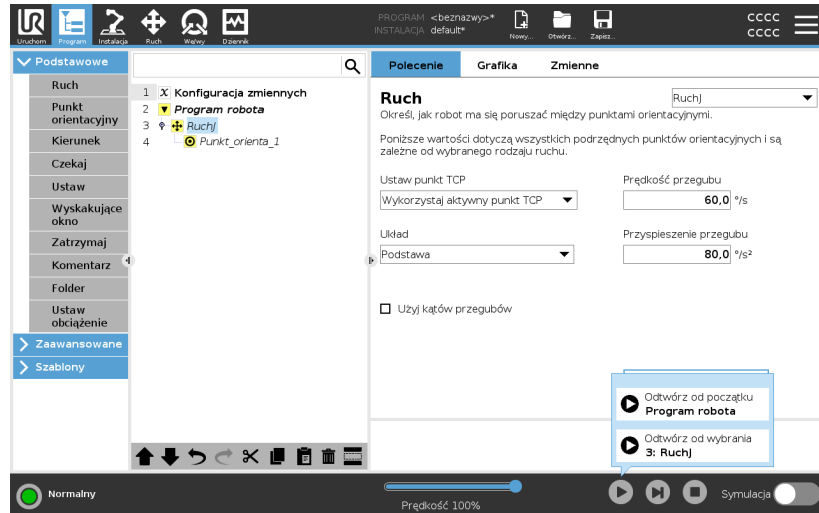 PROGRAM <beznazwy>*
INSTALACJA default*
cccc
cccc
Uruchom
Program
Instalacja
Ruch
We/wy
Dziennik
Nowy...
Otwórz...
Zapisz...
Podstawowe
Ruch
Punkt
orientacyjny
Kierunek
Czekaj
Ustaw
Wyskakujące
okno
Zatrzymaj
Komentarz
Folder
Ustaw
obciążenie
Zaawansowane
Szablony
1 X Konfiguracja zmiennych
2 Program robota
3 RuchJ
4 Punkt_orienta_1
Polecenie
Grafika
Zmienne
Ruch
RuchJ
Określ, jak robot ma się poruszać między punktami orientacyjnymi.
Poniższe wartości dotyczą wszystkich podrzędnych punktów orientacyjnych i są
zależne od wybranego rodzaju ruchu.
Ustaw punkt TCP
Prędkość przegubu
Wykorzystaj aktywny punkt TCP
60,0 °/s
Układ
Przyspieszenie przegubu
Podstawa
80,0 °/s²
Użyj kątów przegubów
Odtwórz od początku
Program robota
Odtwórz od wybrania
3: RuchJ
Normalny
Prędkość 100%
Symulacja